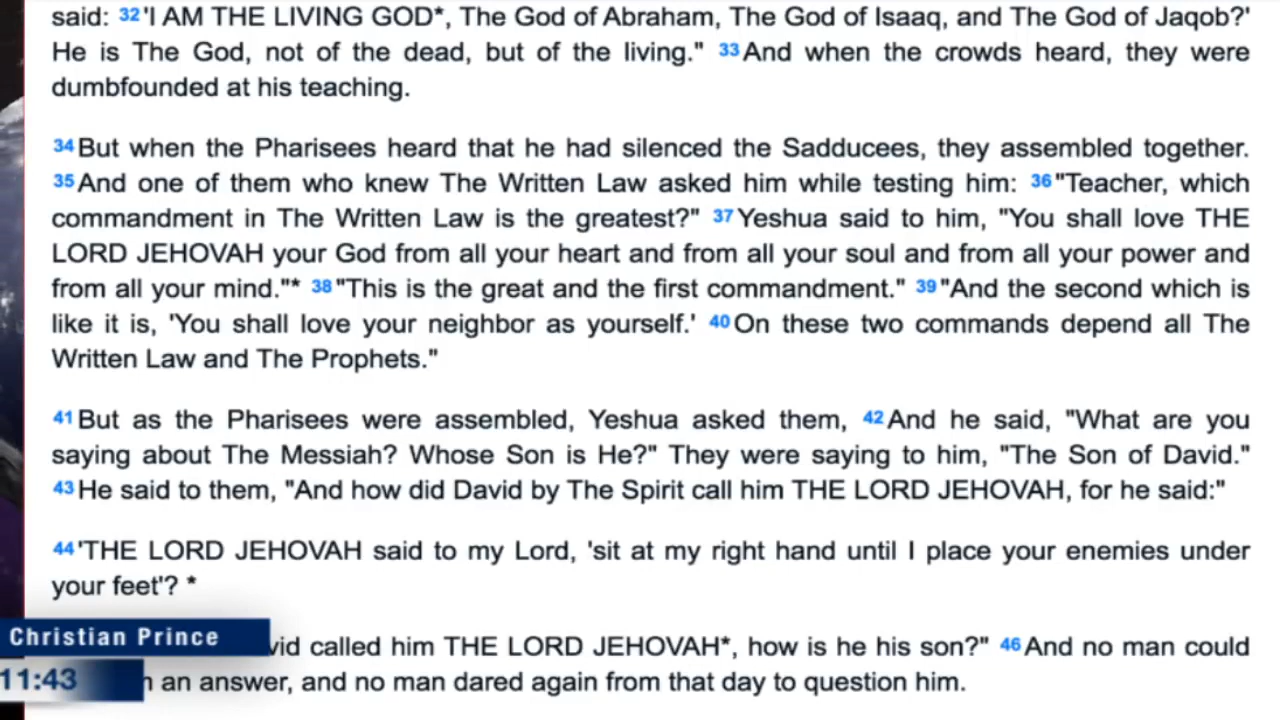 said: 32'I AM THE LIVING GOD*, The God of Abraham, The God of Isaaq, and The God of Jaqob?'
He is The God, not of the dead, but of the living." 33And when the crowds heard, they were
dumbfounded at his teaching.
34But when the Pharisees heard that he had silenced the Sadducees, they assembled together.
35And one of them who knew The Written Law asked him while testing him: 36"Teacher, which
commandment in The Written Law is the greatest?" 37Yeshua said to him, "You shall love THE
LORD JEHOVAH your God from all your heart and from all your soul and from all your power and
from all your mind."* 38"This is the great and the first commandment." 39"And the second which is
like it is, 'You shall love your neighbor as yourself.' 40On these two commands depend all The
Written Law and The Prophets."
41But as the Pharisees were assembled, Yeshua asked them, 42And he said, "What are you
saying about The Messiah? Whose Son is He?" They were saying to him, "The Son of David."
43He said to them, "And how did David by The Spirit call him THE LORD JEHOVAH, for he said:"
44'THE LORD JEHOVAH said to my Lord, 'sit at my right hand until I place your enemies under
your feet'? *
Christian Prince
called him THE LORD JEHOVAH*, how is he his son?" 46And no man could
11:43
an answer, and no man dared again from that day to question him.